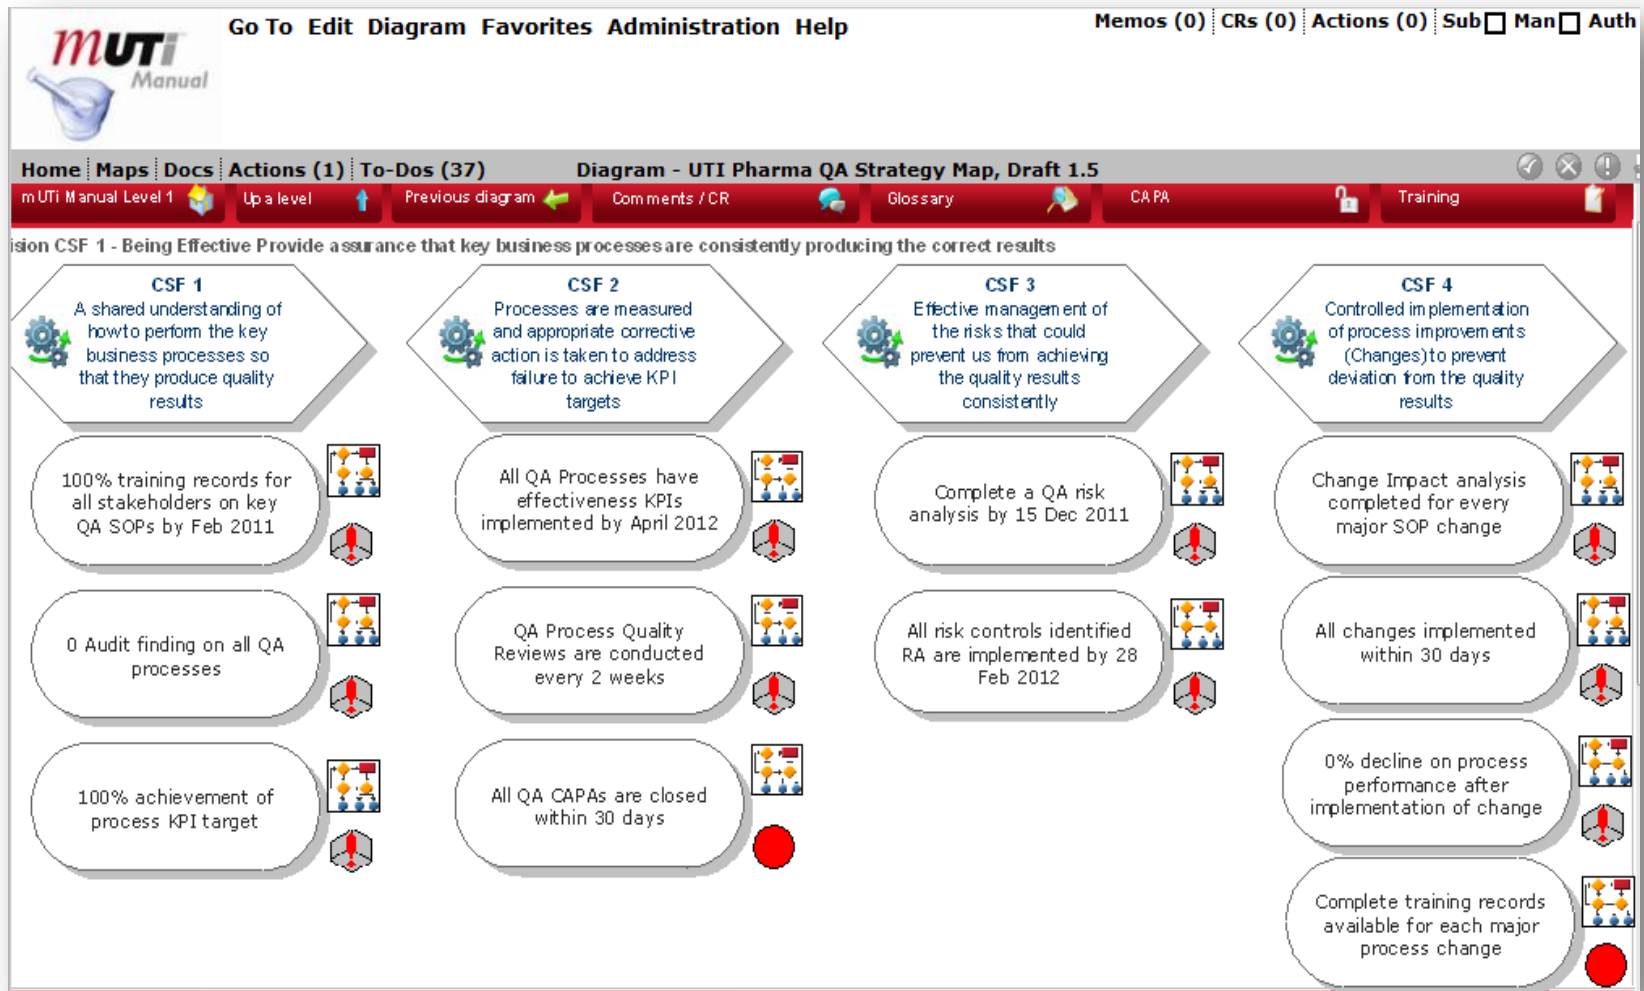 mUTi
Manual
Go To Edit Diagram Favorites Administration Help
Memos (0) CRs (0) Actions (0) Sub Man Auth
Home Maps Docs Actions (1) To-Dos (37)
Diagram - UTI Pharma QA Strategy Map, Draft 1.5
mUTi Manual Level 1
Up a level
Previous diagram
Comments / CR
Glossary
CAPA
Training
ision CSF 1 - Being Effective Provide assurance that key business processes are consistently producing the correct results
CSF 1
A shared understanding of
how to perform the key
business processes so
that they produce quality
results
100% training records for
all stakeholders on key
QA SOPs by Feb 2011
0 Audit finding on all QA
processes
100% achievement of
process KPI target
CSF 2
Processes are measured
and appropriate corrective
action is taken to address
failure to achieve KPI
targets
All QA Processes have
effectiveness KPIs
implemented by April 2012
QA Process Quality
Reviews are conducted
every 2 weeks
All QA CAPAs are closed
within 30 days
CSF 3
Effective management of
the risks that could
prevent us from achieving
the quality results
consistently
Complete a QA risk
analysis by 15 Dec 2011
All risk controls identified
RA are implemented by 28
Feb 2012
CSF 4
Controlled implementation
of process improvements
(Changes) to prevent
deviation from the quality
results
Change Impact analysis
completed for every
major SOP change
All changes implemented
within 30 days
0% decline on process
performance after
implementation of change
Complete training records
available for each major
process change